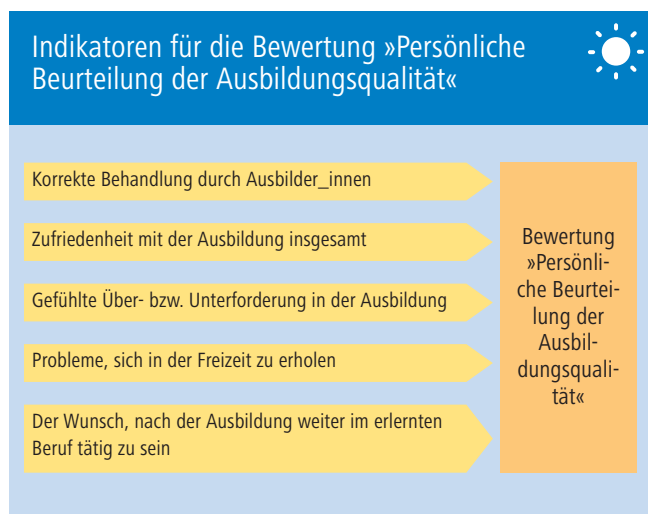 Indikatoren für die Bewertung »Persönliche
Beurteilung der Ausbildungsqualität«
Korrekte Behandlung durch Ausbilder_innen
Zufriedenheit mit der Ausbildung insgesamt
Gefühlte Über- bzw. Unterforderung in der Ausbildung
Probleme, sich in der Freizeit zu erholen
Der Wunsch, nach der Ausbildung weiter im erlernten
Beruf tätig zu sein
Bewertung
»Persönli-
che Beurtei-
lung der
Ausbil-
dungsquali-
tät«